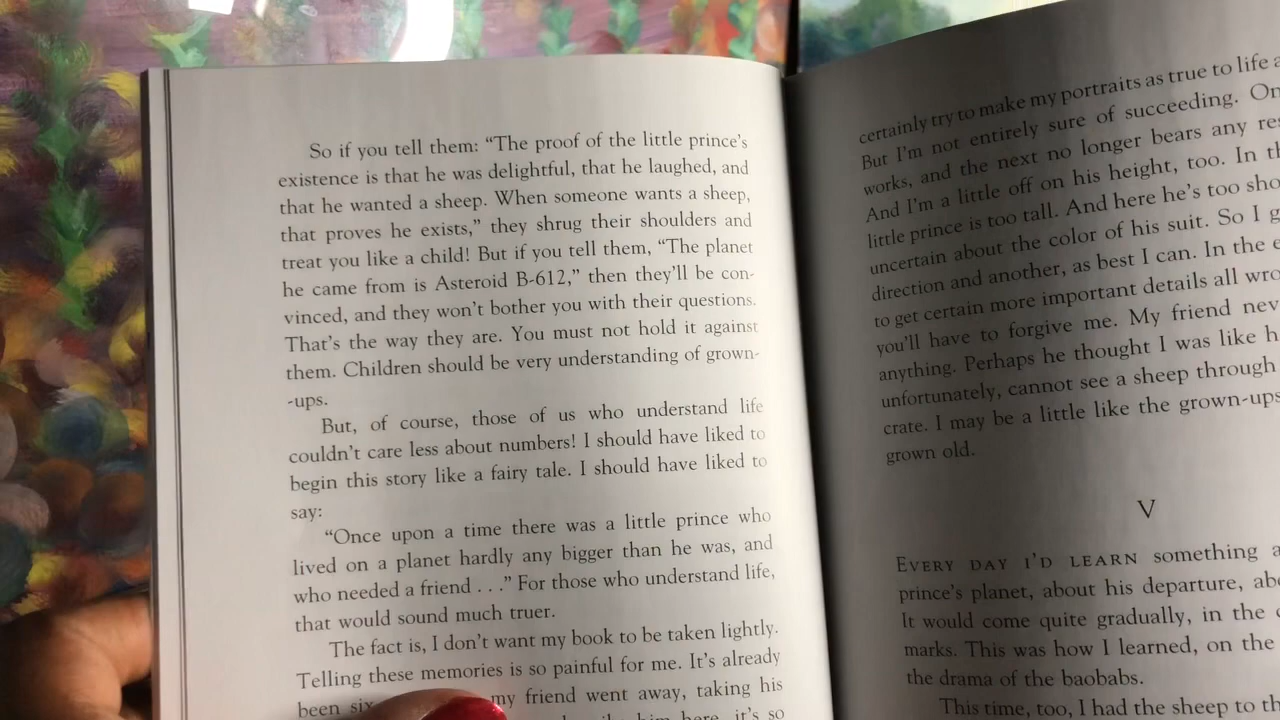 So if you tell them: “The proof of the little prince’s
existence is that he was delightful, that he laughed, and
that he wanted a sheep. When someone wants a sheep,
that proves he exists,” they shrug their shoulders and
treat you like a child! But if you tell them, “The planet
he came from is Asteroid B-612,” then they’ll be con-
vinced, and they won’t bother you with their questions.
That’s the way they are. You must not hold it against
them. Children should be very understanding of grown-
-ups.
But, of course, those of us who understand life
couldn’t care less about numbers! I should have liked to
begin this story like a fairy tale. I should have liked to
say:
“Once upon a time there was a little prince who
lived on a planet hardly any bigger than he was, and
who needed a friend . . .” For those who understand life,
that would sound much truer.
The fact is, I don’t want my book to be taken lightly.
Telling these memories is so painful for me. It’s already
been six my friend went away, taking his
him here, it’s so
certainly try to make my portraits as true to life
But I’m not entirely sure of succeeding.
works, and the next no longer bears any
And I’m a little off on his height, too. In
little prince is too tall. And here he’s too
uncertain about the color of his suit. So I
direction and another, as best I can. In the
to get certain more important details all
you’ll have to forgive me. My friend
anything. Perhaps he thought I was like
unfortunately, cannot see a sheep through
crate. I may be a little like the grown-ups
grown old.
V
EVERY DAY I’D LEARN something
prince’s planet, about his departure,
It would come quite gradually, in the
marks. This was how I learned, on the
the drama of the baobabs.
This time, too, I had the sheep to